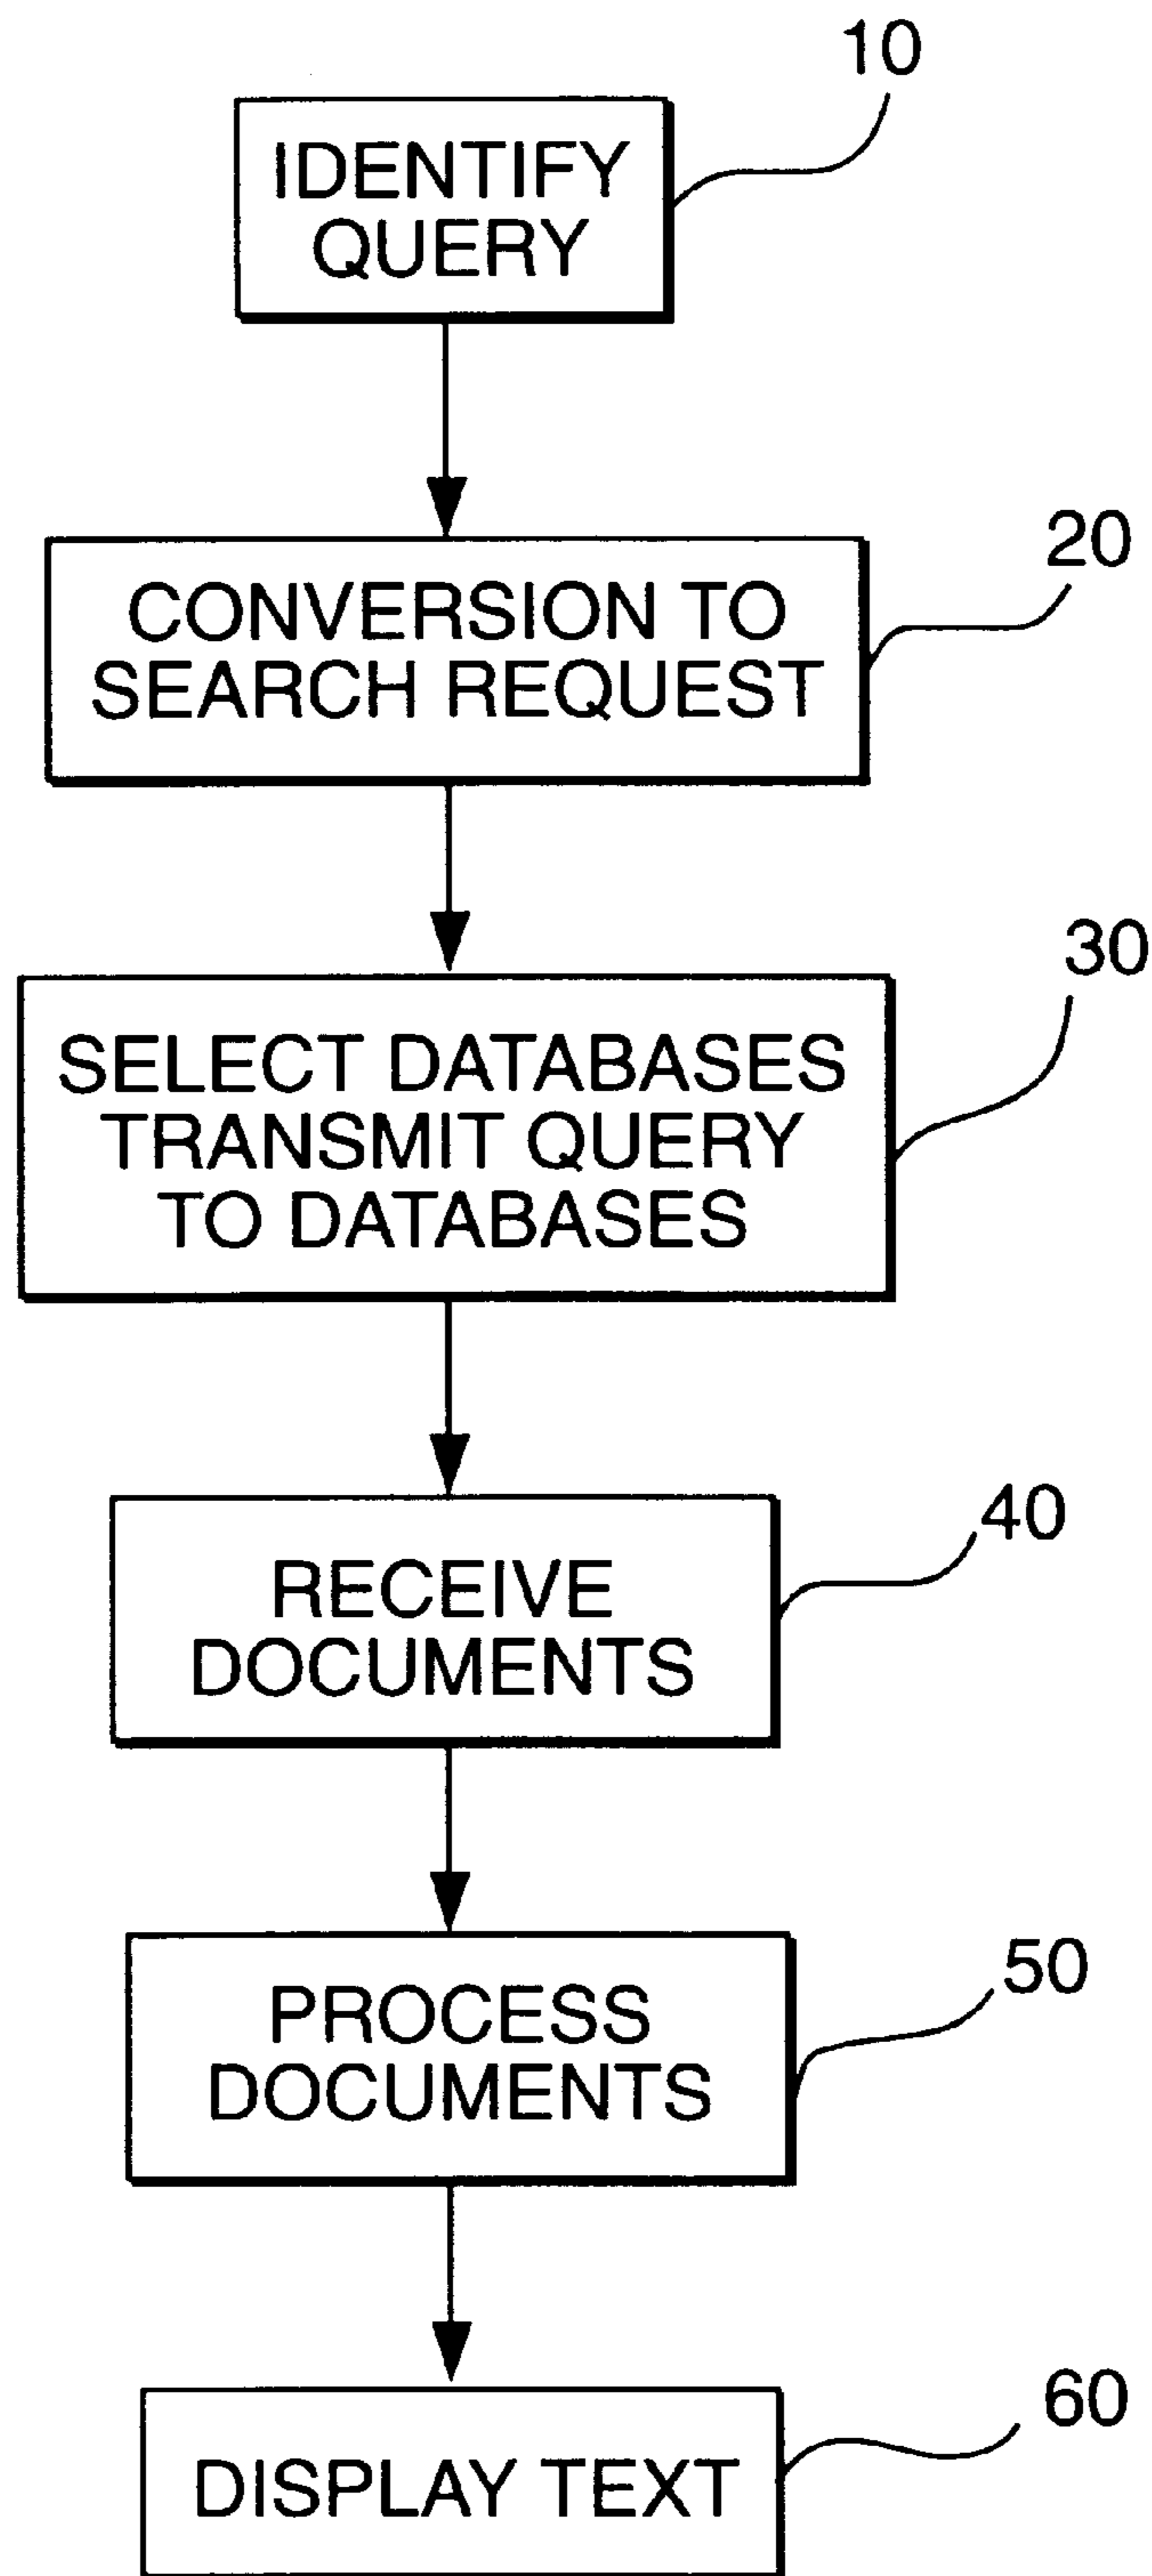 10
IDENTIFY
QUERY
20
CONVERSION TO
SEARCH REQUEST
30
SELECT DATABASES
TRANSMIT QUERY
TO DATABASES
40
RECEIVE
DOCUMENTS
50
PROCESS
DOCUMENTS
60
DISPLAY TEXT